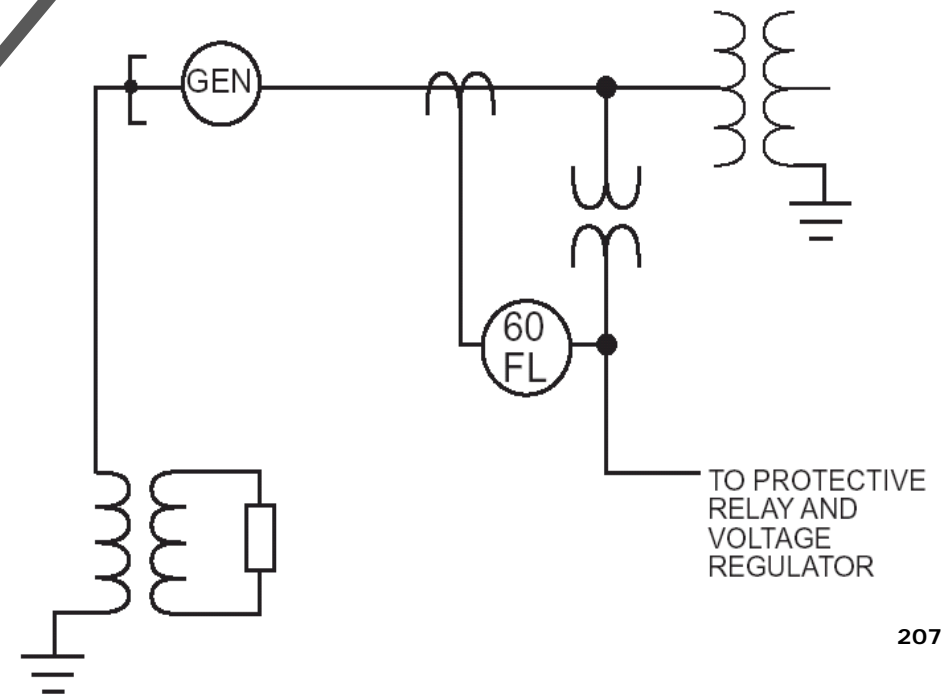 GEN
60
FL
TO PROTECTIVE
RELAY AND
VOLTAGE
REGULATOR
207